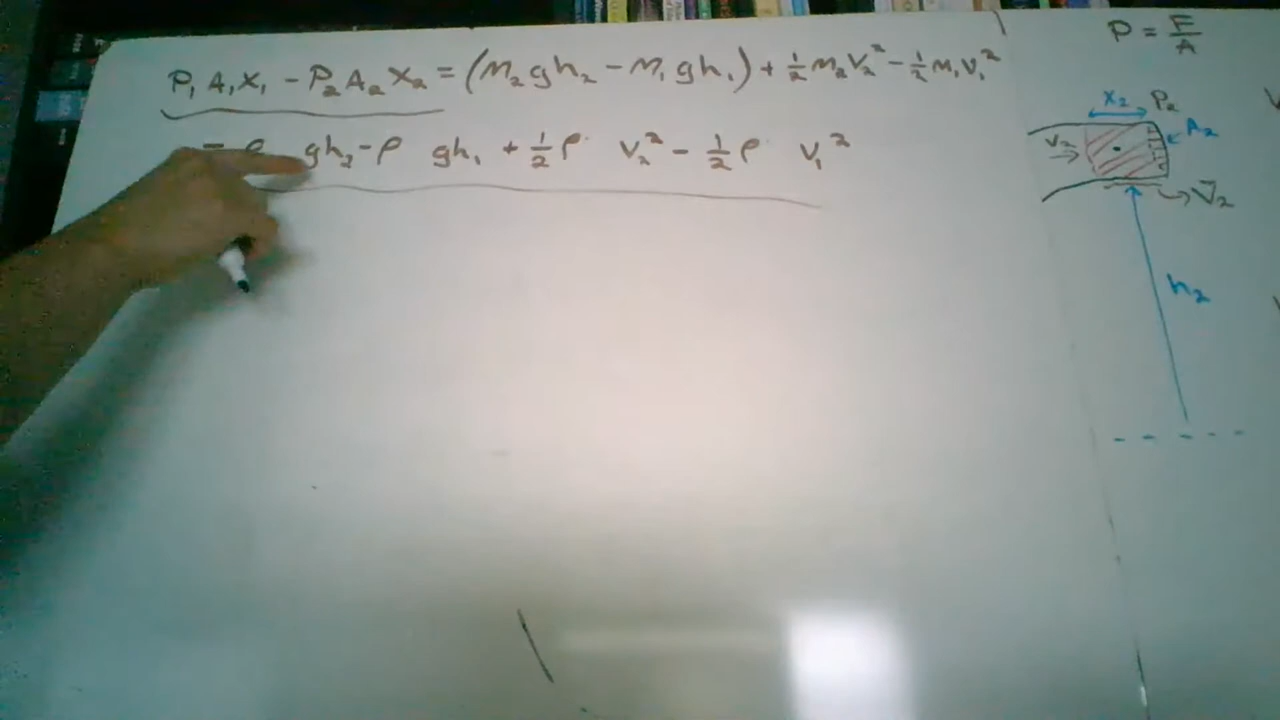 P₁A₁X₁ - P₂A₂X₂ = (m₂gh₂ - m₁gh₁) + ½m₂v₂² - ½m₁v₁²
= ρ gh₂ - ρ gh₁ + ½ρ v₂² - ½ρ v₁²
P = F/A
X₂ P₂
A₂
V₂
V₂
h₂